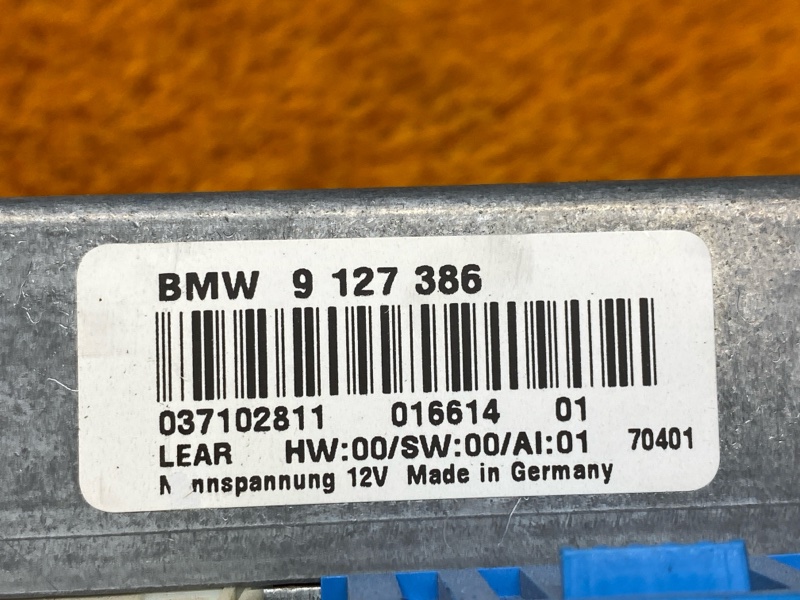 BMW 9 127 386
037102811 016614 01
LEAR HW:00/SW:00/AI:01 70401
N nnspannung 12V Made in Germany